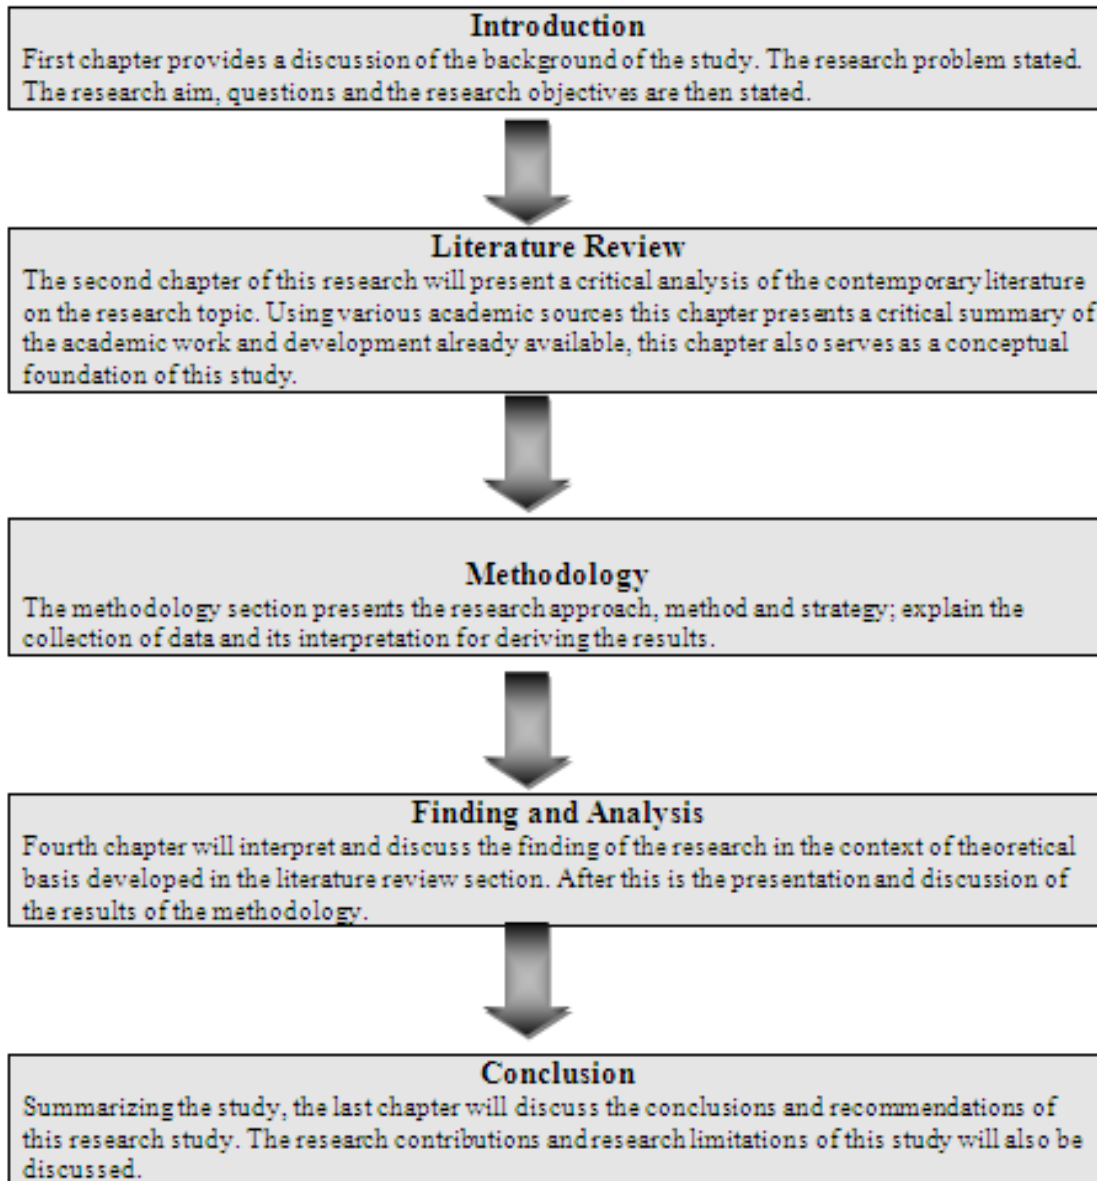 Introduction
First chapter provides a discussion of the background of the study. The research problem stated.
The research aim, questions and the research objectives are then stated.
Literature Review
The second chapter of this research will present a critical analysis of the contemporary literature
on the research topic. Using various academic sources this chapter presents a critical summary of
the academic work and development already available, this chapter also serves as a conceptual
foundation of this study.
Methodology
The methodology section presents the research approach, method and strategy; explain the
collection of data and its interpretation for deriving the results.
Finding and Analysis
Fourth chapter will interpret and discuss the finding of the research in the context of theoretical
basis developed in the literature review section. After this is the presentation and discussion of
the results of the methodology.
Conclusion
Summarizing the study, the last chapter will discuss the conclusions and recommendations of
this research study. The research contributions and research limitations of this study will also be
discussed.